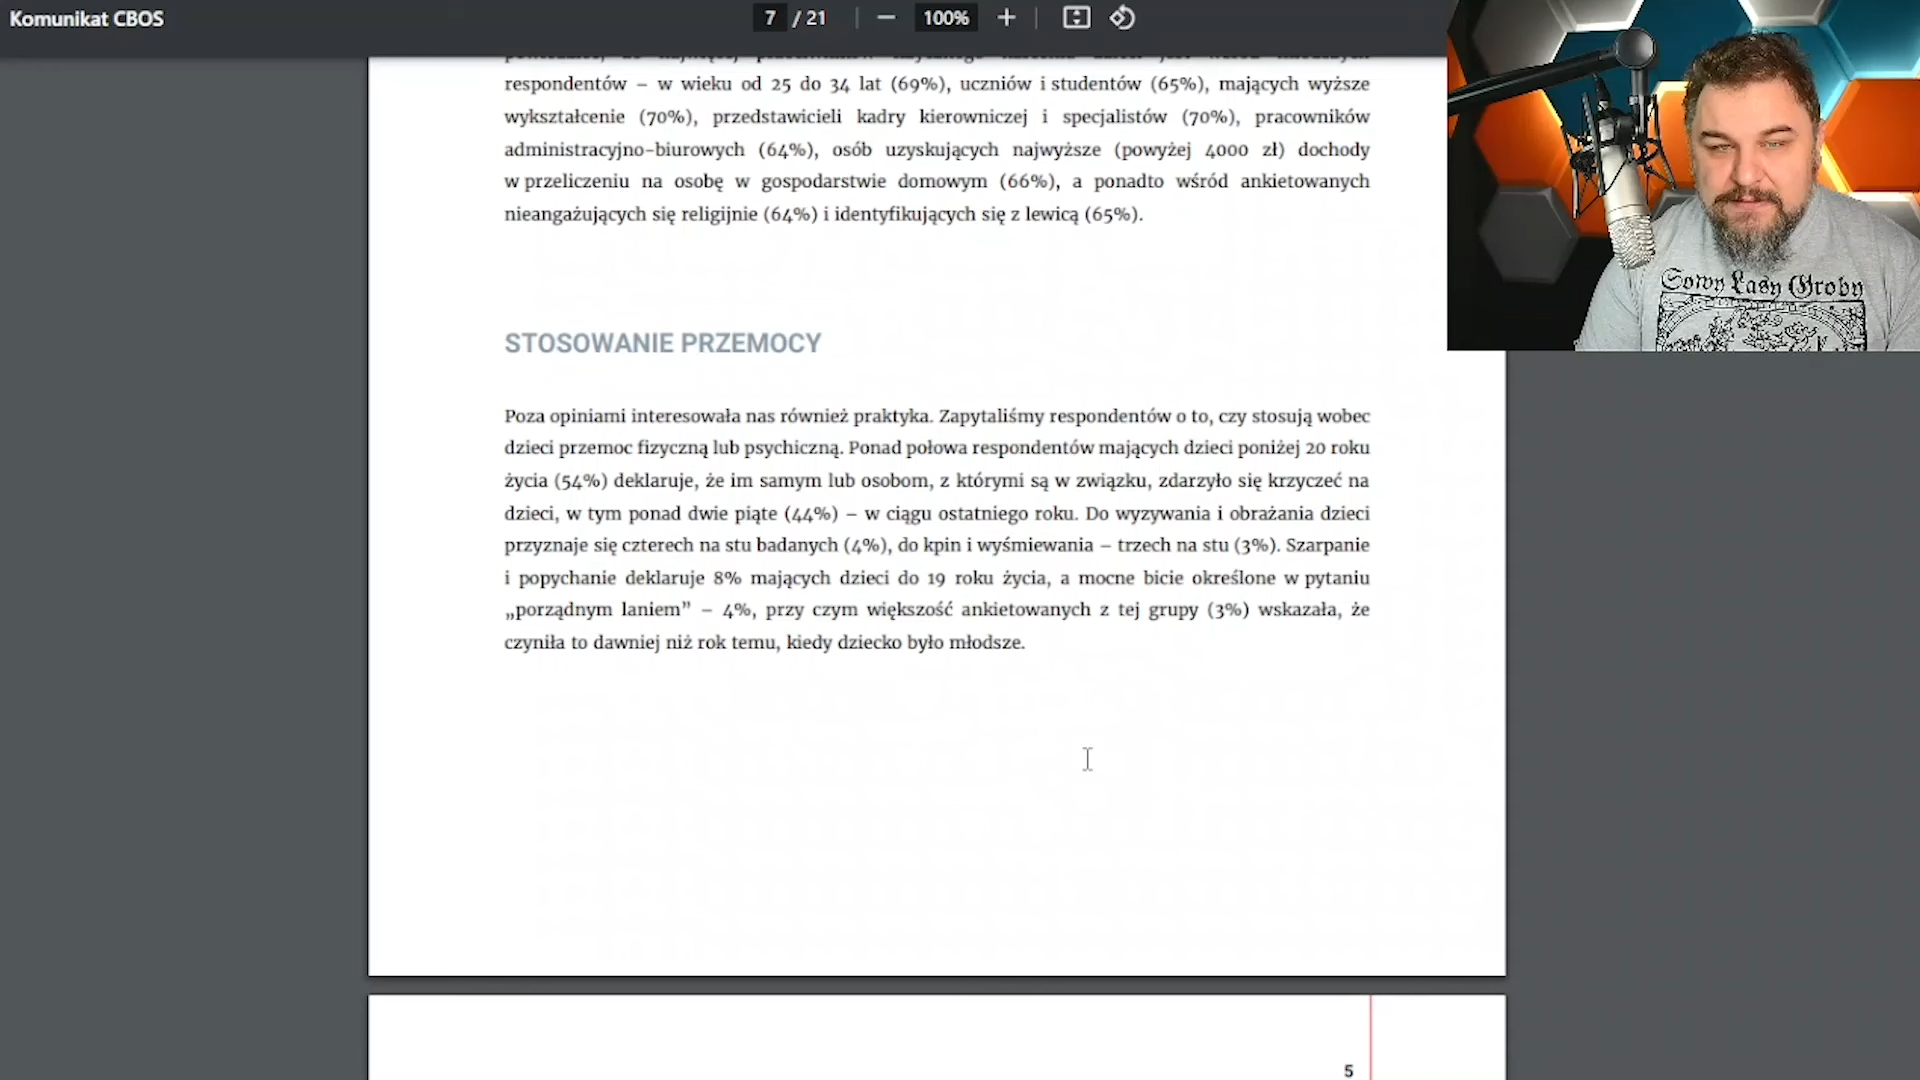 Komunikat CBOS
7 / 21
100%
respondentów – w wieku od 25 do 34 lat (69%), uczniów i studentów (65%), mających wyższe
wykształcenie (70%), przedstawicieli kadry kierowniczej i specjalistów (70%), pracowników
administracyjno-biurowych (64%), osób uzyskujących najwyższe (powyżej 4000 zł) dochody
w przeliczeniu na osobę w gospodarstwie domowym (66%), a ponadto wśród ankietowanych
nieangażujących się religijnie (64%) i identyfikujących się z lewicą (65%).
Sowy Lasy Groby
STOSOWANIE PRZEMOCY
Poza opiniami interesowała nas również praktyka. Zapytaliśmy respondentów o to, czy stosują wobec
dzieci przemoc fizyczną lub psychiczną. Ponad połowa respondentów mających dzieci poniżej 20 roku
życia (54%) deklaruje, że im samym lub osobom, z którymi są w związku, zdarzyło się krzyczeć na
dzieci, w tym ponad dwie piąte (44%) – w ciągu ostatniego roku. Do wyzywania i obrażania dzieci
przyznaje się czterech na stu badanych (4%), do kpin i wyśmiewania – trzech na stu (3%). Szarpanie
i popychanie deklaruje 8% mających dzieci do 19 roku życia, a mocne bicie określone w pytaniu
„porządnym laniem” – 4%, przy czym większość ankietowanych z tej grupy (3%) wskazała, że
czyniła to dawniej niż rok temu, kiedy dziecko było młodsze.
5